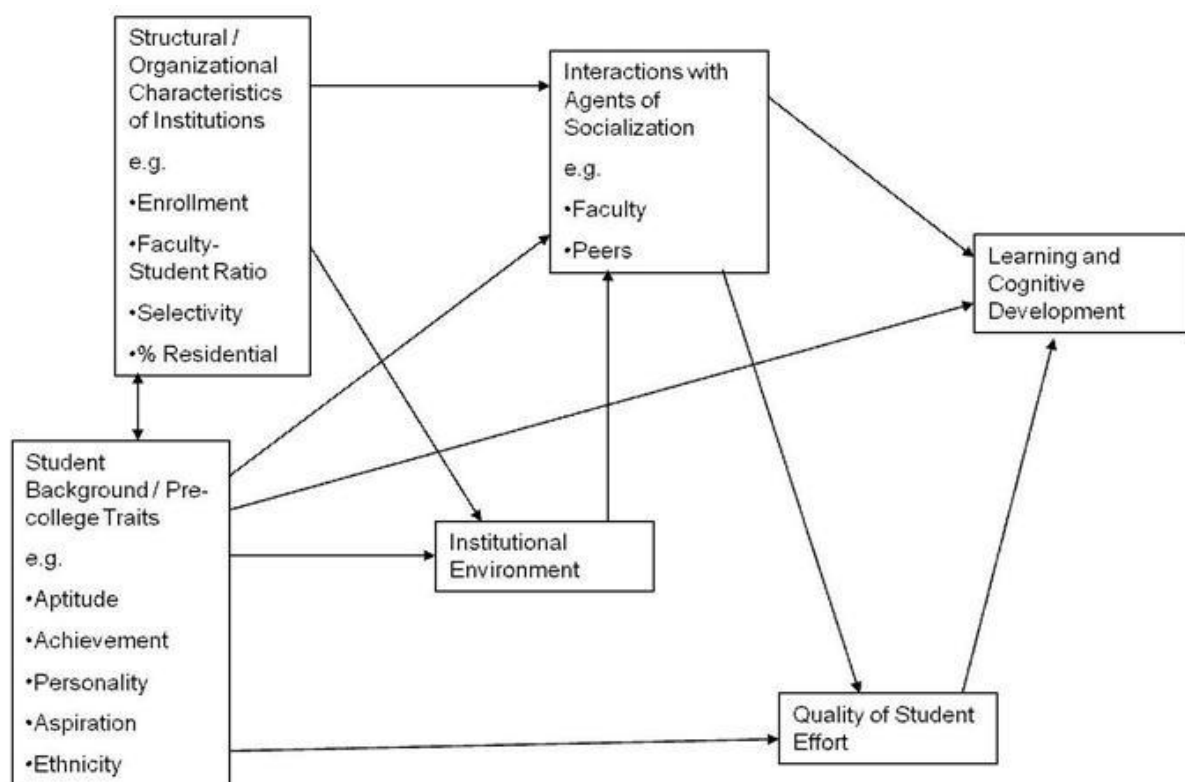 Structural /
Organizational
Characteristics
of Institutions
e.g.
•Enrollment
•Faculty-
Student Ratio
•Selectivity
•% Residential
Interactions with
Agents of
Socialization
e.g.
•Faculty
•Peers
Learning and
Cognitive
Development
Student
Background / Pre-
college Traits
e.g.
•Aptitude
•Achievement
•Personality
•Aspiration
•Ethnicity
Institutional
Environment
Quality of Student
Effort